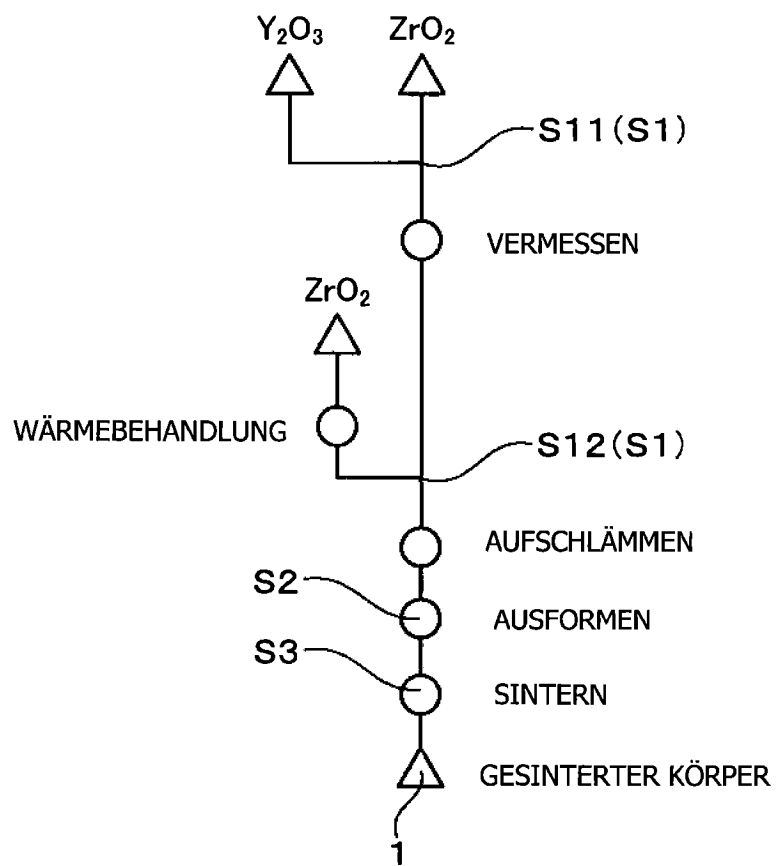 Y₂O₃ ZrO₂
S11(S1)
VERMESSEN
ZrO₂
WÄRMEBEHANDLUNG
S12(S1)
AUFSCHLÄMMEN
S2
AUSFORMEN
S3
SINTERN
GESINTERTER KÖRPER
1